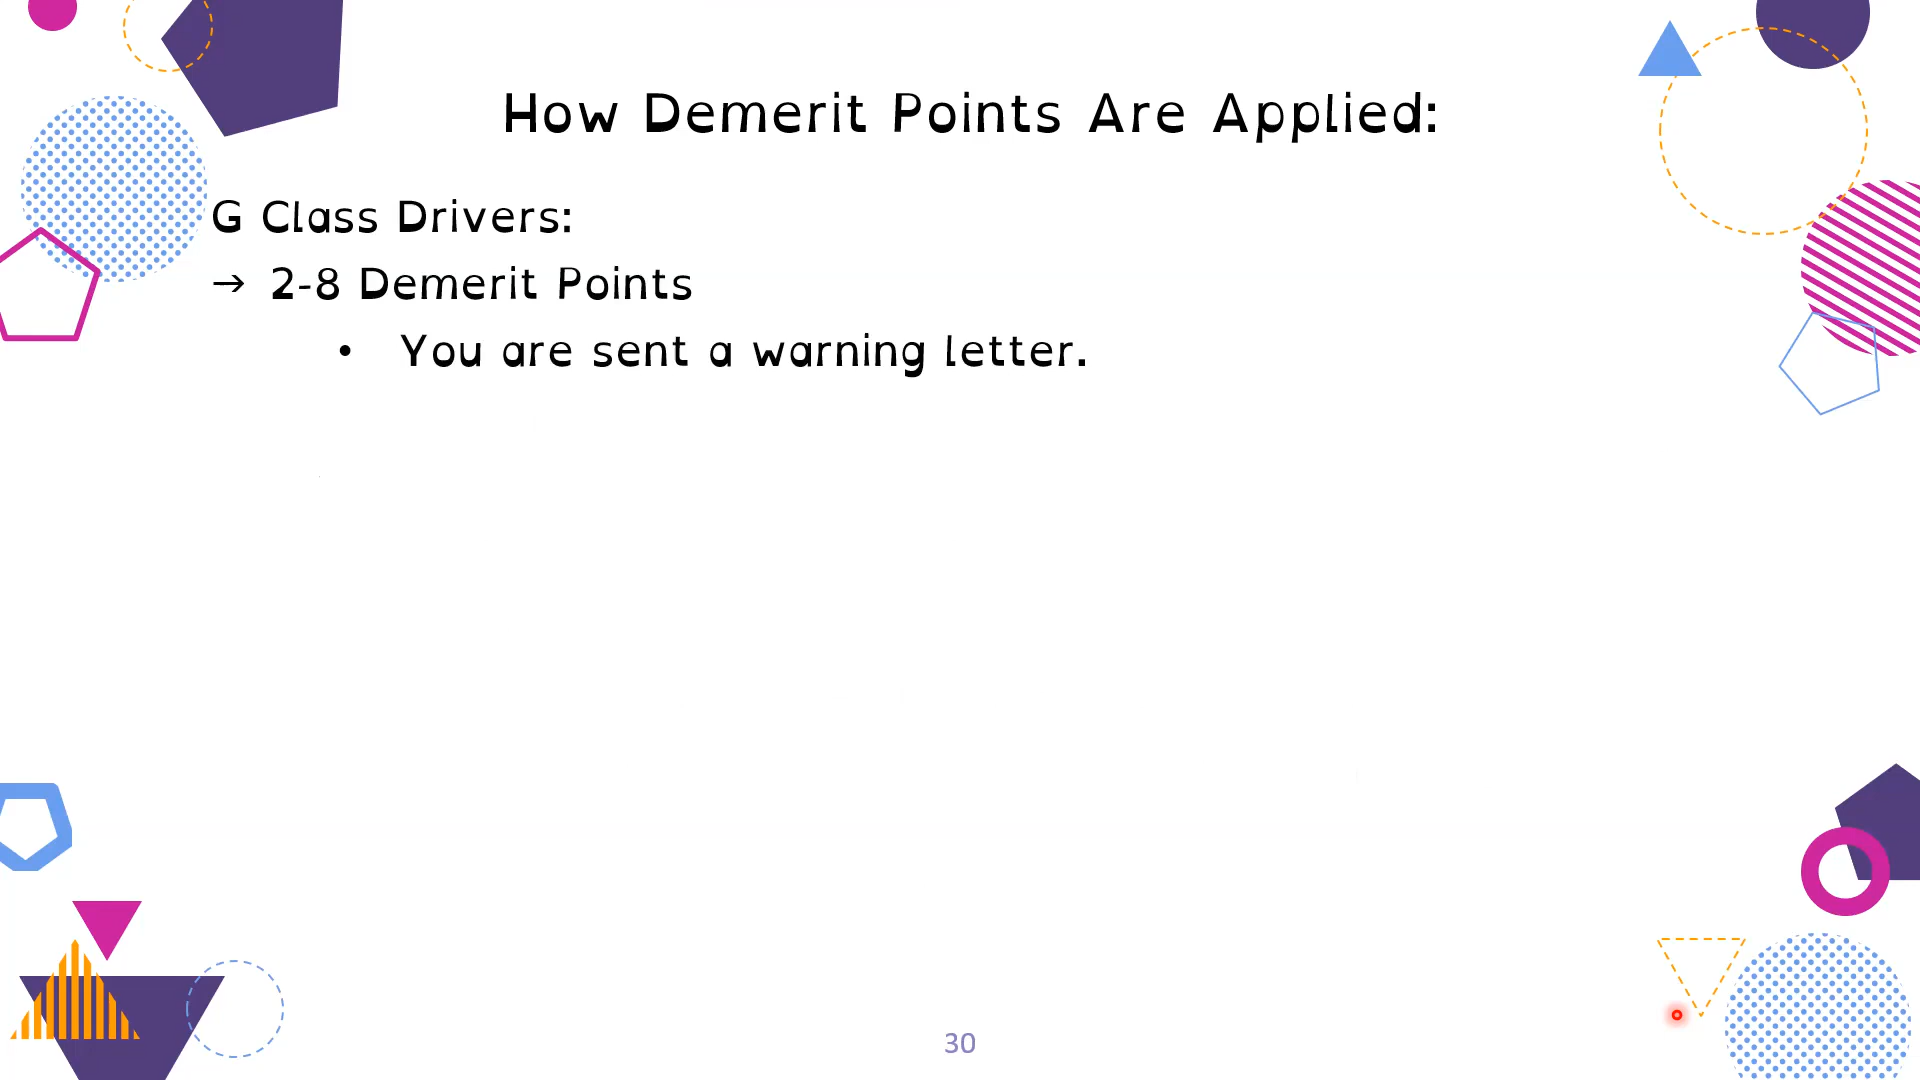 How Demerit Points Are Applied:
G Class Drivers:
→ 2-8 Demerit Points
• You are sent a warning letter.
30